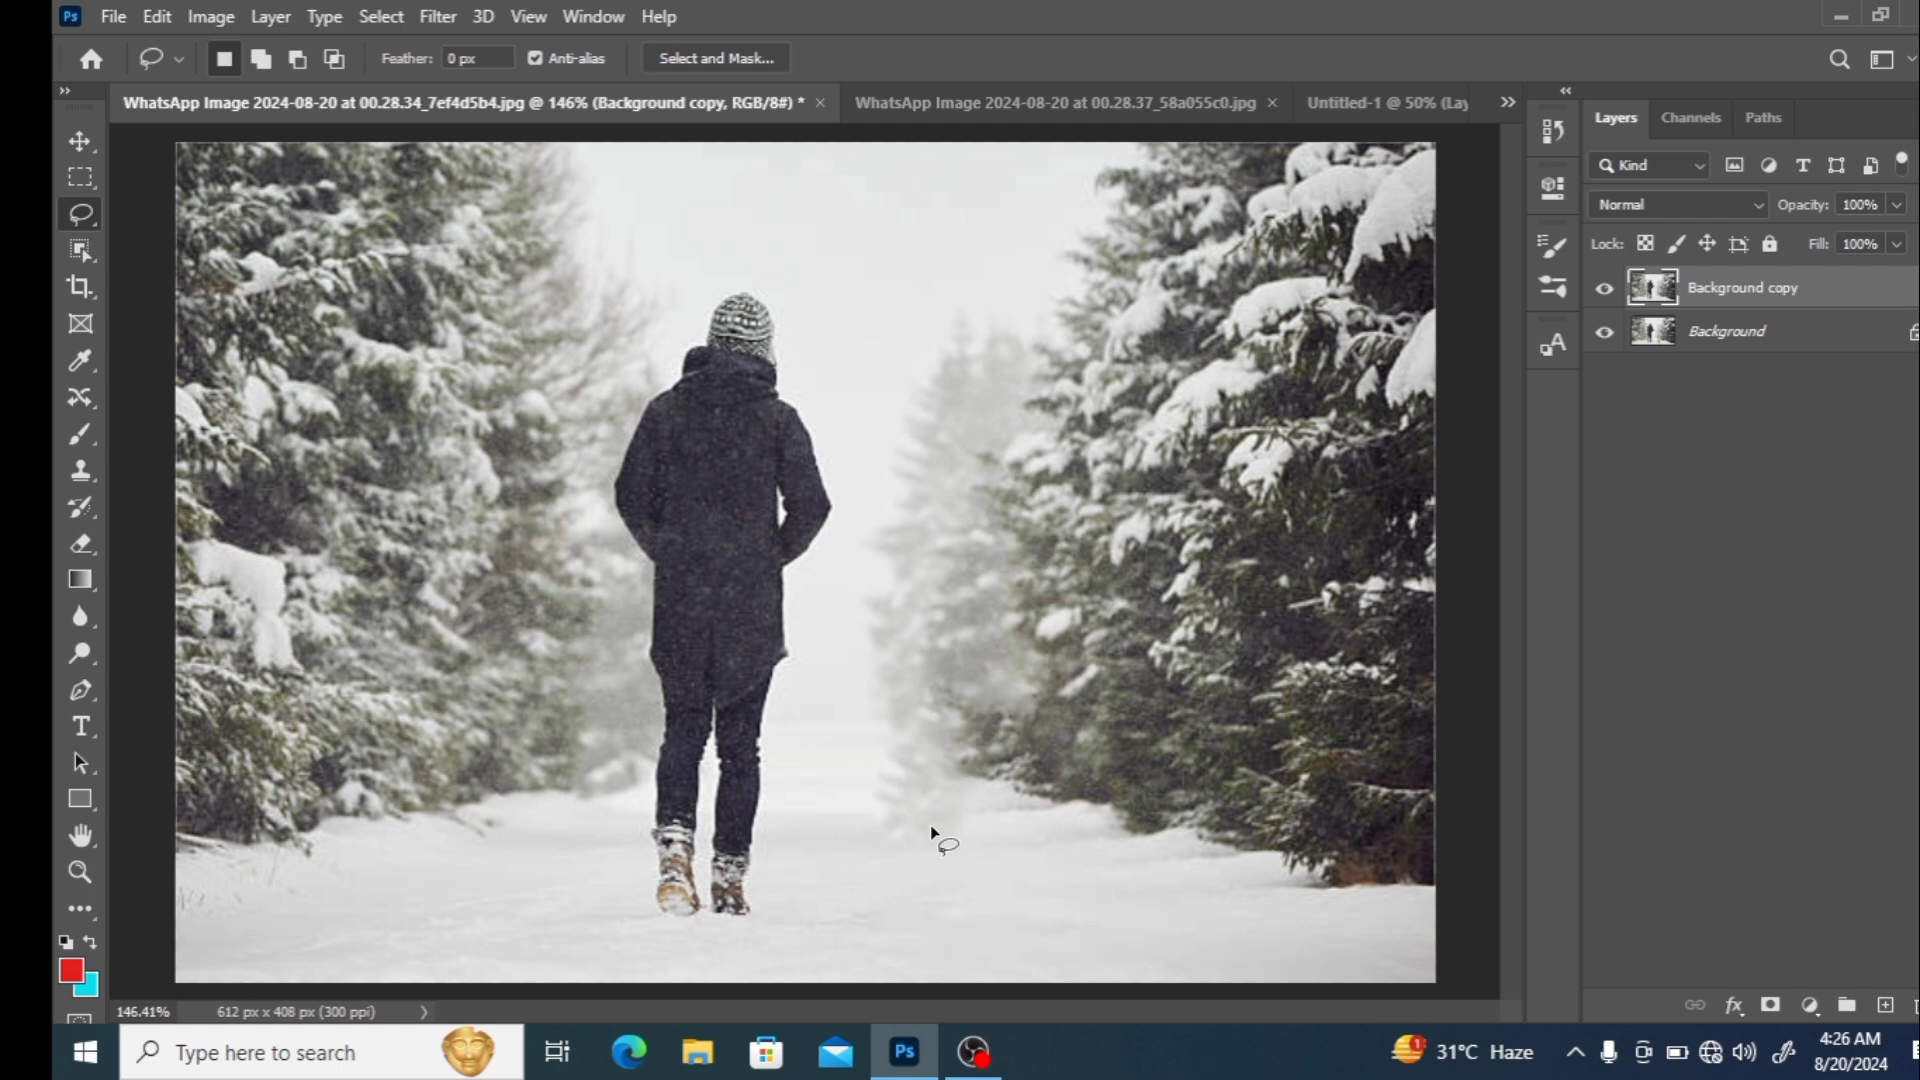 Ps File Edit Image Layer Type Select Filter 3D View Window Help
Feather: 0 px Anti-alias Select and Mask...
WhatsApp Image 2024-08-20 at 00.28.34_7ef4d5b4.jpg @ 146% (Background copy, RGB/8#) * WhatsApp Image 2024-08-20 at 00.28.37_58a055c0.jpg Untitled-1 @ 50% (Lay
Layers Channels Paths
Kind
Normal Opacity: 100%
Lock: Fill: 100%
Background copy
Background
146.41% 612 px x 408 px (300 ppi)
Type here to search Ps 1 31°C Haze 4:26 AM
8/20/2024